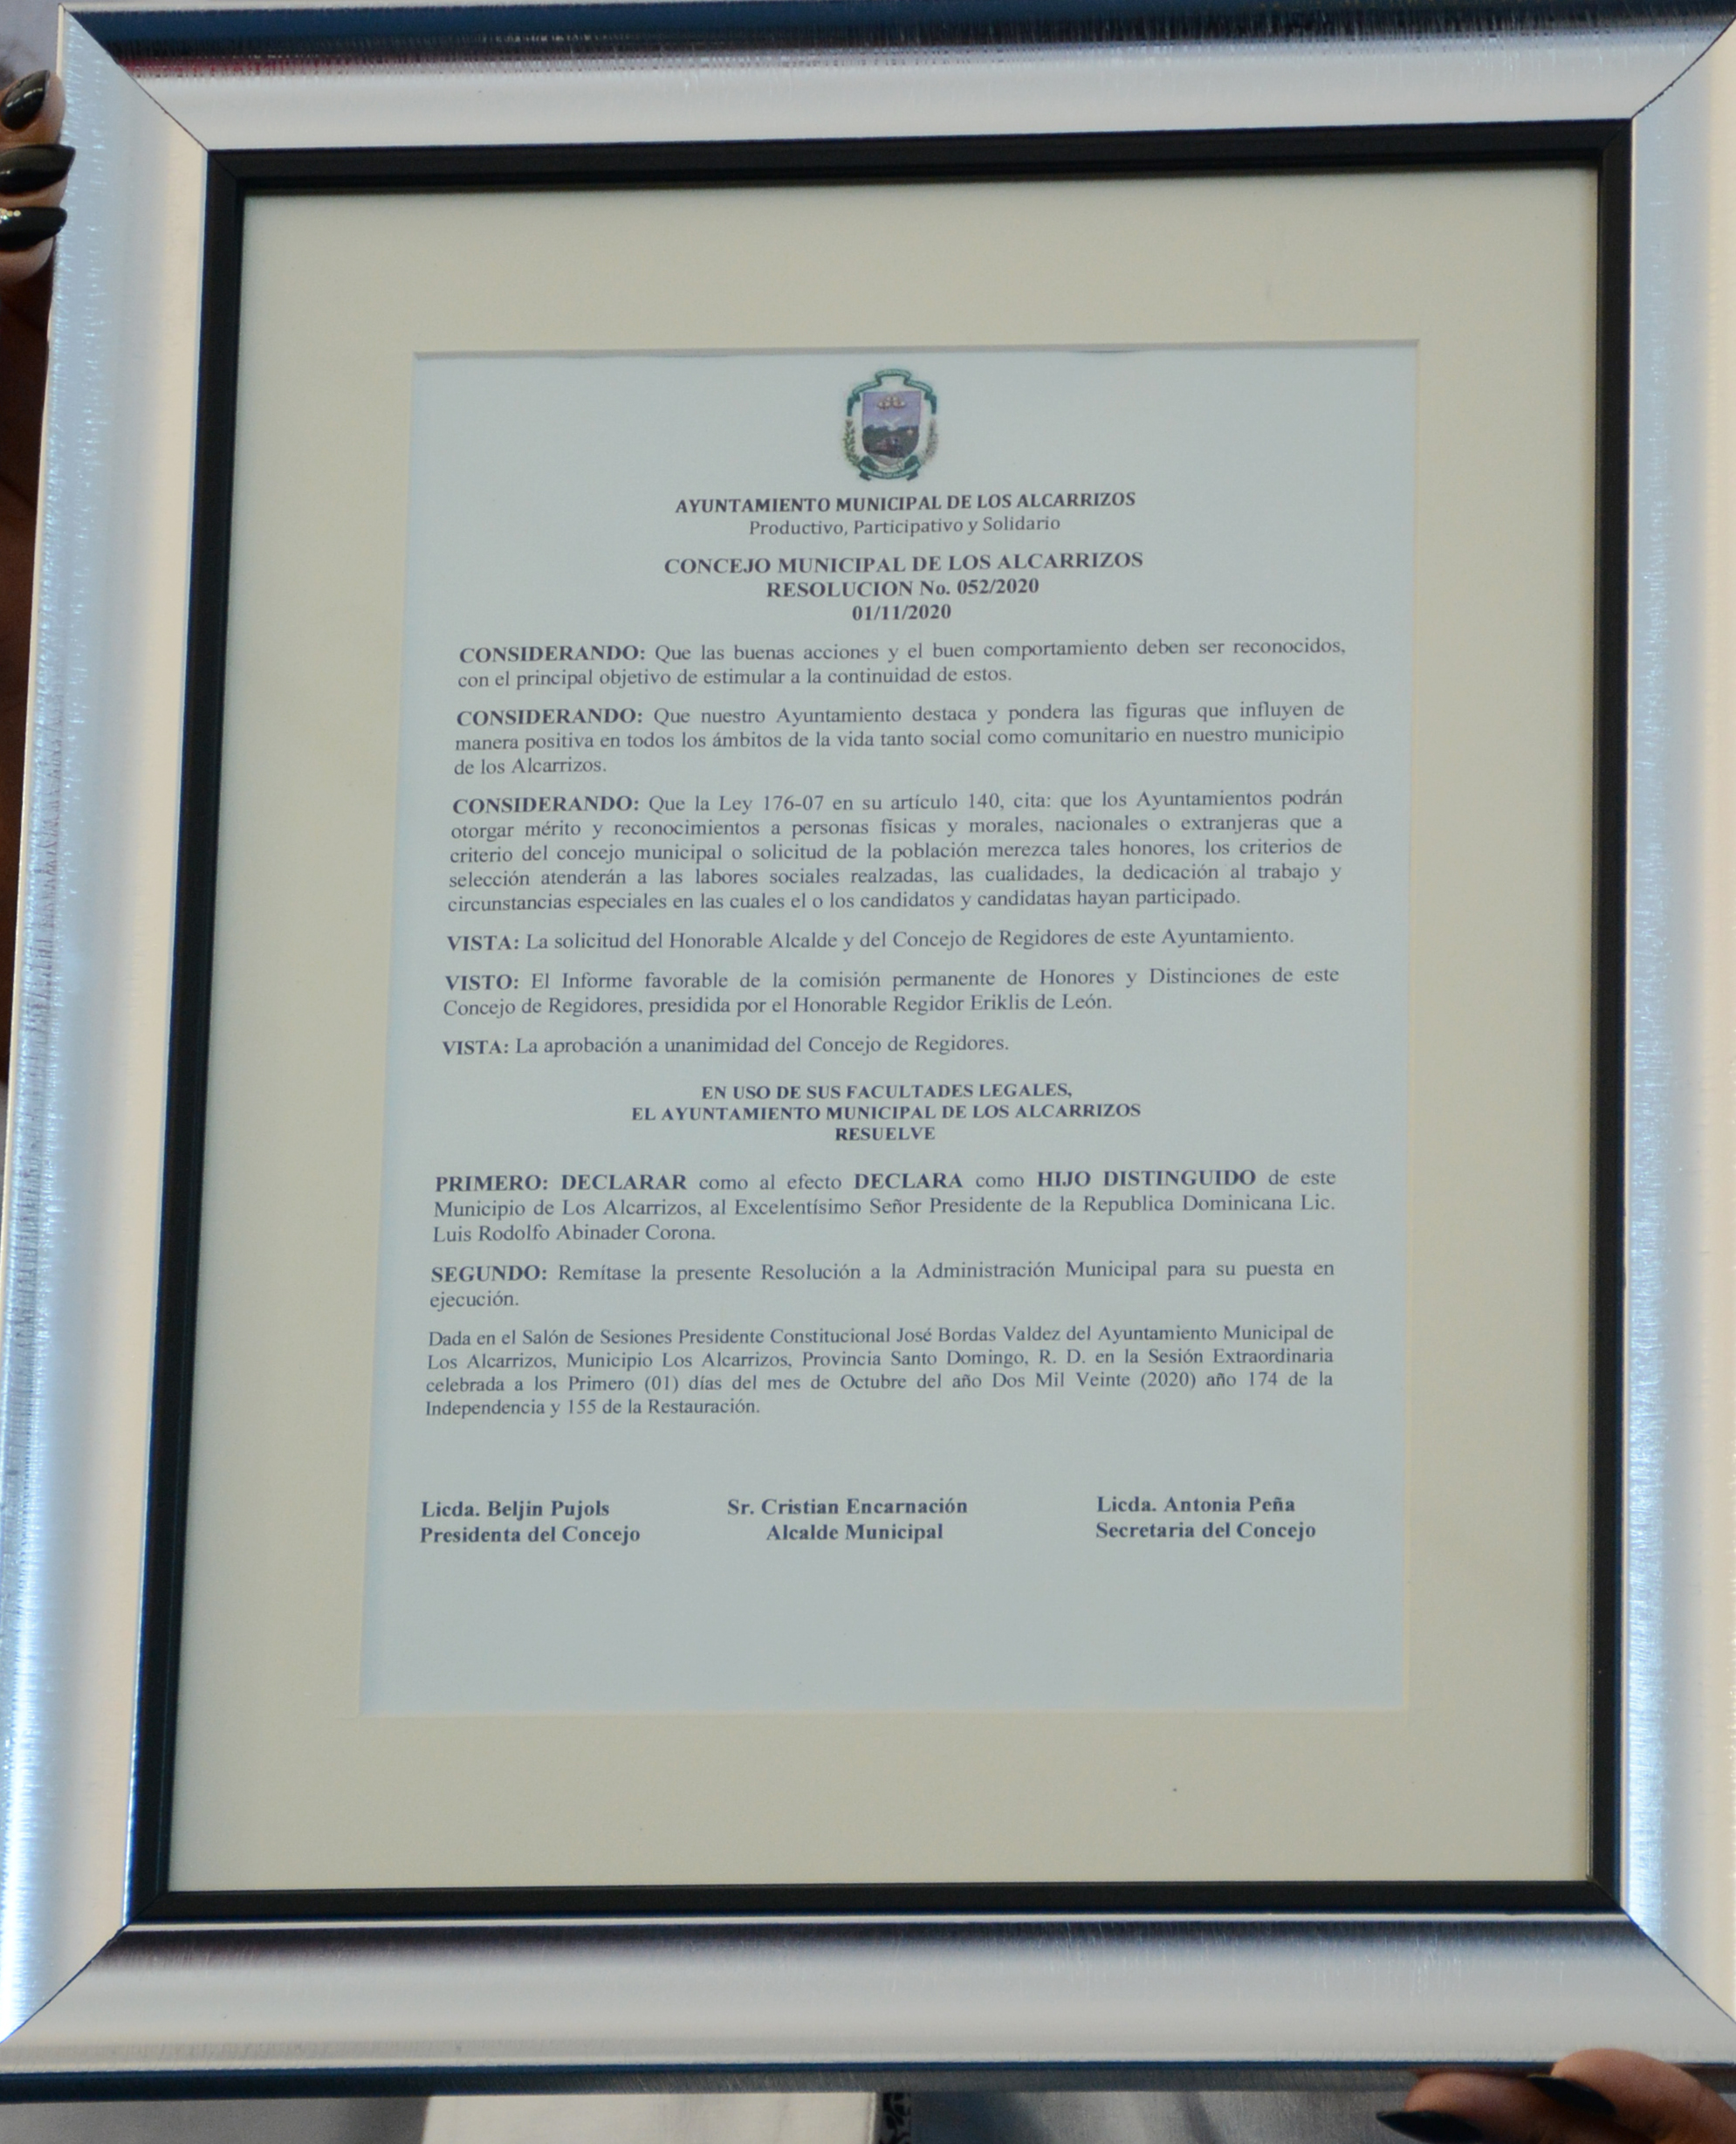 AYUNTAMIENTO MUNICIPAL DE LOS ALCARRIZOS
Productivo, Participativo y Solidario
CONCEJO MUNICIPAL DE LOS ALCARRIZOS
RESOLUCION No. 052/2020
01/11/2020
CONSIDERANDO: Que las buenas acciones y el buen comportamiento deben ser reconocidos,
con el principal objetivo de estimular a la continuidad de estos.
CONSIDERANDO: Que nuestro Ayuntamiento destaca y pondera las figuras que influyen de
manera positiva en todos los ámbitos de la vida tanto social como comunitario en nuestro municipio
de los Alcarrizos.
CONSIDERANDO: Que la Ley 176-07 en su artículo 140, cita: que los Ayuntamientos podrán
otorgar mérito y reconocimientos a personas físicas y morales, nacionales o extranjeras que a
criterio del concejo municipal o solicitud de la población merezca tales honores, los criterios de
selección atenderán a las labores sociales realzadas, las cualidades, la dedicación al trabajo y
circunstancias especiales en las cuales el o los candidatos y candidatas hayan participado.
VISTA: La solicitud del Honorable Alcalde y del Concejo de Regidores de este Ayuntamiento.
VISTO: El Informe favorable de la comisión permanente de Honores y Distinciones de este
Concejo de Regidores, presidida por el Honorable Regidor Eriklis de León.
VISTA: La aprobación a unanimidad del Concejo de Regidores.
EN USO DE SUS FACULTADES LEGALES,
EL AYUNTAMIENTO MUNICIPAL DE LOS ALCARRIZOS
RESUELVE
PRIMERO: DECLARAR como al efecto DECLARA como HIJO DISTINGUIDO de este
Municipio de Los Alcarrizos, al Excelentísimo Señor Presidente de la Republica Dominicana Lic.
Luis Rodolfo Abinader Corona.
SEGUNDO: Remítase la presente Resolución a la Administración Municipal para su puesta en
ejecución.
Dada en el Salón de Sesiones Presidente Constitucional José Bordas Valdez del Ayuntamiento Municipal de
Los Alcarrizos, Municipio Los Alcarrizos, Provincia Santo Domingo, R. D. en la Sesión Extraordinaria
celebrada a los Primero (01) días del mes de Octubre del año Dos Mil Veinte (2020) año 174 de la
Independencia y 155 de la Restauración.
Licda. Beljin Pujols Sr. Cristian Encarnación Licda. Antonia Peña
Presidenta del Concejo Alcalde Municipal Secretaria del Concejo